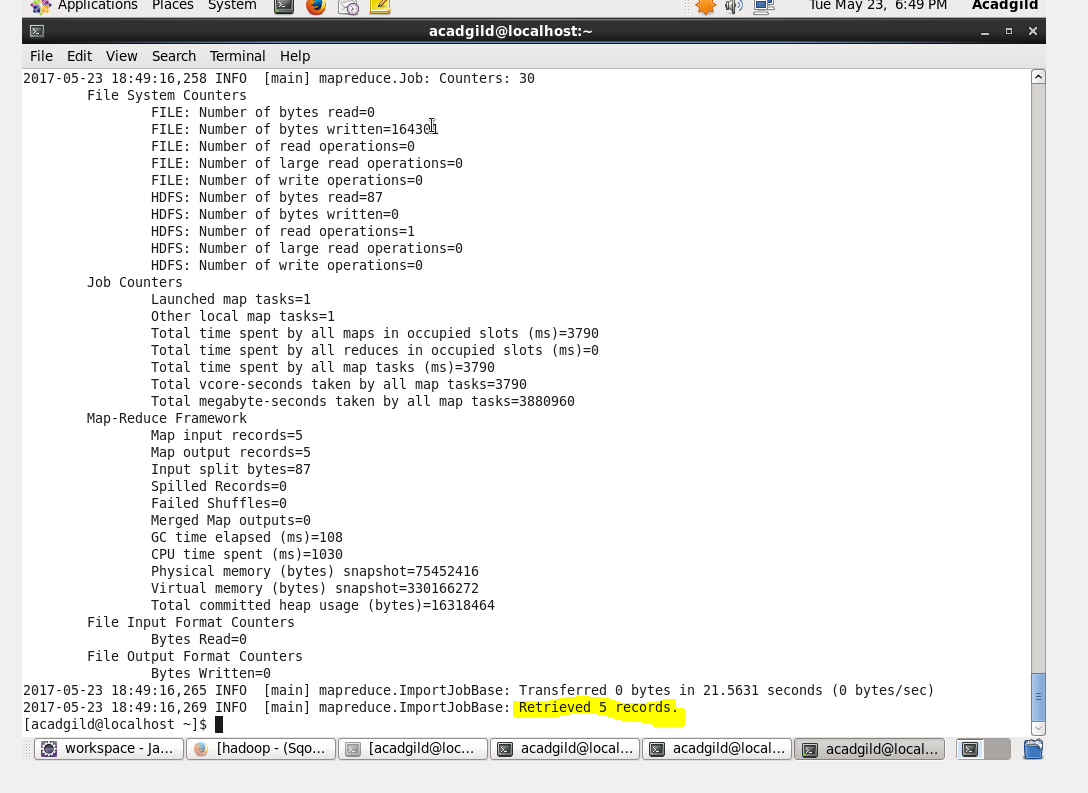 Applications Places System Tue May 23, 6:49 PM Acadgild
acadgild@localhost:~
File Edit View Search Terminal Help
2017-05-23 18:49:16,258 INFO  [main] mapreduce.Job: Counters: 30
File System Counters
FILE: Number of bytes read=0
FILE: Number of bytes written=164301
FILE: Number of read operations=0
FILE: Number of large read operations=0
FILE: Number of write operations=0
HDFS: Number of bytes read=87
HDFS: Number of bytes written=0
HDFS: Number of read operations=1
HDFS: Number of large read operations=0
HDFS: Number of write operations=0
Job Counters
Launched map tasks=1
Other local map tasks=1
Total time spent by all maps in occupied slots (ms)=3790
Total time spent by all reduces in occupied slots (ms)=0
Total time spent by all map tasks (ms)=3790
Total vcore-seconds taken by all map tasks=3790
Total megabyte-seconds taken by all map tasks=3880960
Map-Reduce Framework
Map input records=5
Map output records=5
Input split bytes=87
Spilled Records=0
Failed Shuffles=0
Merged Map outputs=0
GC time elapsed (ms)=108
CPU time spent (ms)=1030
Physical memory (bytes) snapshot=75452416
Virtual memory (bytes) snapshot=330166272
Total committed heap usage (bytes)=16318464
File Input Format Counters
Bytes Read=0
File Output Format Counters
Bytes Written=0
2017-05-23 18:49:16,265 INFO  [main] mapreduce.ImportJobBase: Transferred 0 bytes in 21.5631 seconds (0 bytes/sec)
2017-05-23 18:49:16,269 INFO  [main] mapreduce.ImportJobBase: Retrieved 5 records.
[acadgild@localhost ~]$
workspace - Ja... [hadoop - (Sqo... [acadgild@loc... acadgild@local... acadgild@local... acadgild@local...